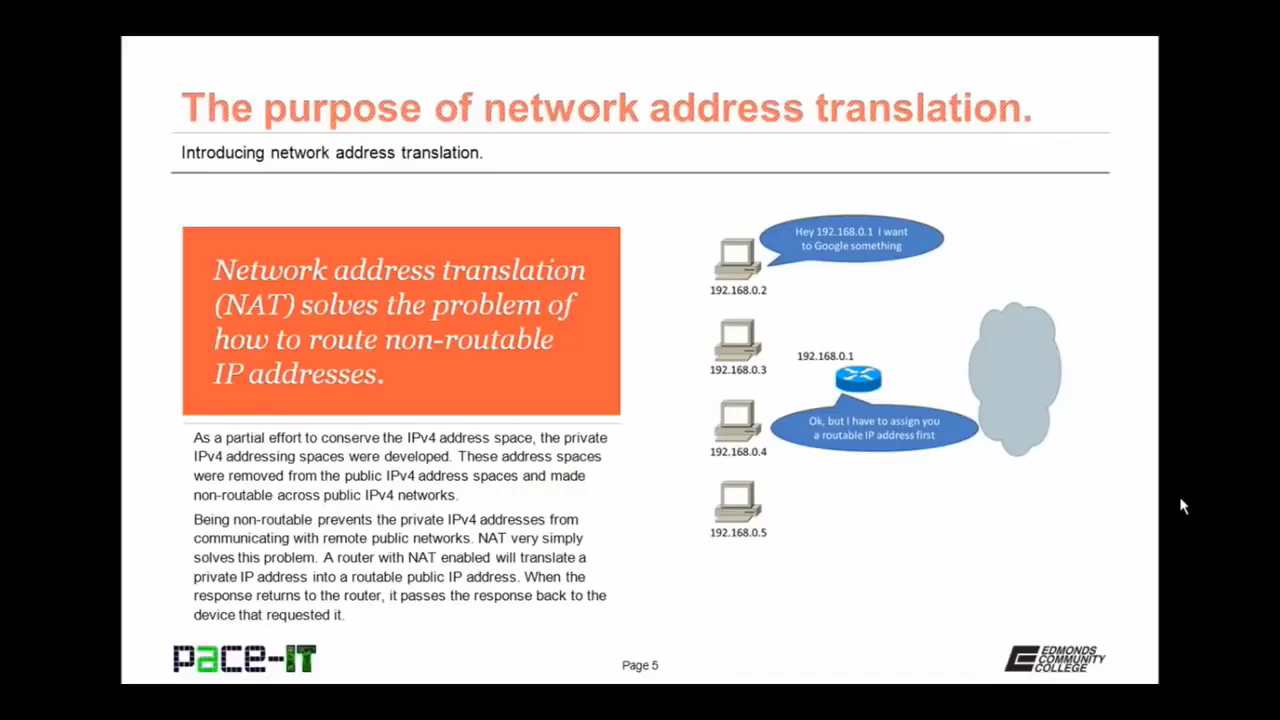 The purpose of network address translation.
Introducing network address translation.
Network address translation
(NAT) solves the problem of
how to route non-routable
IP addresses.
As a partial effort to conserve the IPv4 address space, the private
IPv4 addressing spaces were developed. These address spaces
were removed from the public IPv4 address spaces and made
non-routable across public IPv4 networks.
Being non-routable prevents the private IPv4 addresses from
communicating with remote public networks. NAT very simply
solves this problem. A router with NAT enabled will translate a
private IP address into a routable public IP address. When the
response returns to the router, it passes the response back to the
device that requested it.
Hey 192.168.0.1 I want
to Google something
192.168.0.2
192.168.0.3
192.168.0.1
Ok, but I have to assign you
a routable IP address first
192.168.0.4
192.168.0.5
pace-IT
Page 5
EDMONDS
COMMUNITY
COLLEGE